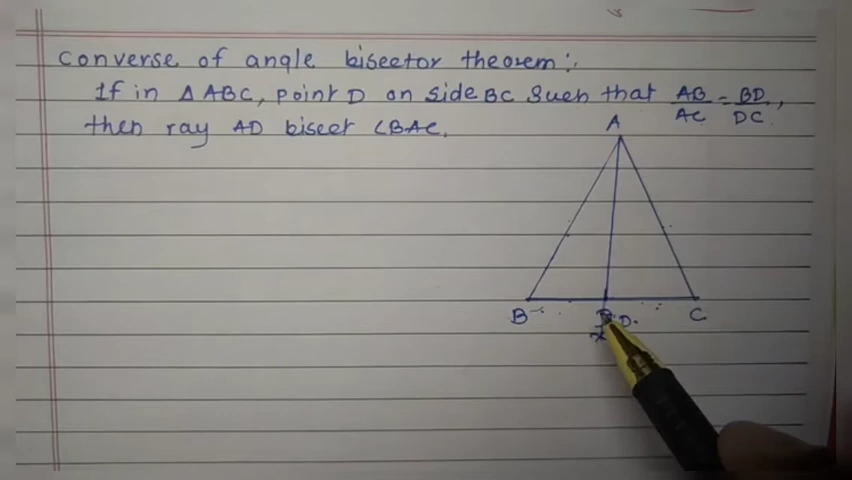 Converse of angle bisector theorem:.
If in △ ABC, point D on side BC such that AB/AC = BD/DC,
then ray AD bisect ∠BAC.
A
B D. C
x